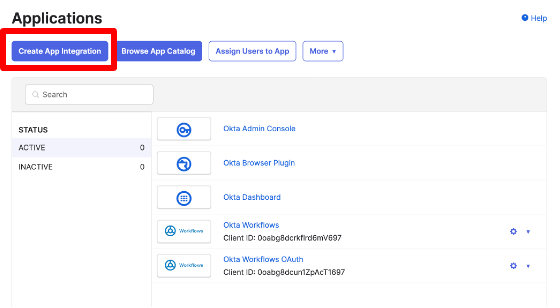 Applications
Help
Create App Integration
Browse App Catalog
Assign Users to App
More
Search
STATUS
ACTIVE 0
INACTIVE 0
Okta Admin Console
Okta Browser Plugin
Okta Dashboard
Workflows
Okta Workflows
Client ID: 0oabg8dcrkflrd6mV697
Workflows
Okta Workflows OAuth
Client ID: 0oabg8dcun1ZpAcT1697